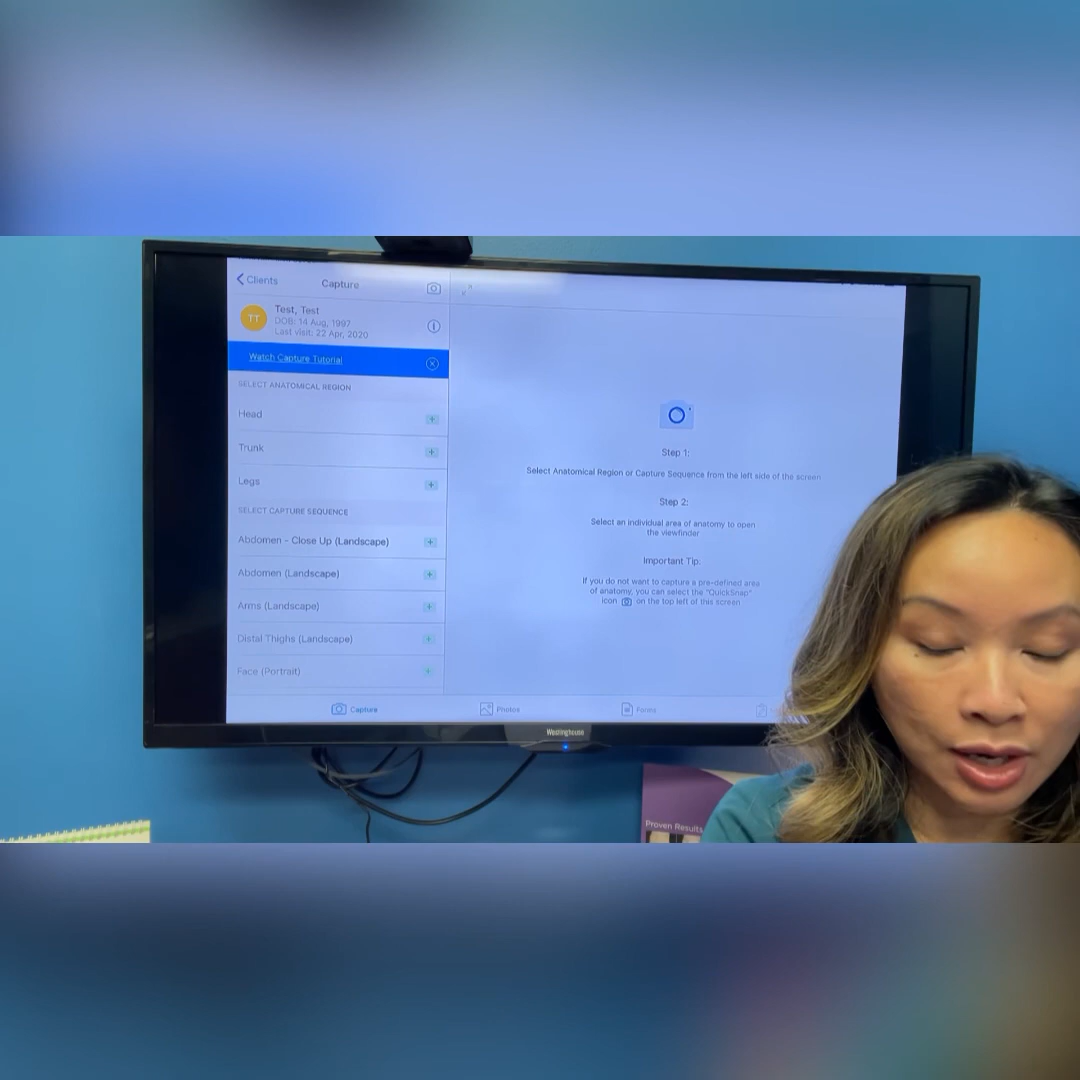 Clients
Capture
TT
Test, Test
DOB: 14 Aug, 1997
Last visit: 22 Apr, 2020
Watch Capture Tutorial
SELECT ANATOMICAL REGION
Head
Trunk
Legs
SELECT CAPTURE SEQUENCE
Abdomen - Close Up (Landscape)
Abdomen (Landscape)
Arms (Landscape)
Distal Thighs (Landscape)
Face (Portrait)
Step 1:
Select Anatomical Region or Capture Sequence from the left side of the screen
Step 2:
Select an individual area of anatomy to open
the viewfinder
Important Tip:
If you do not want to capture a pre-defined area
of anatomy, you can select the "QuickSnap"
icon on the top left of this screen
Capture
Photos
Forms
Westinghouse
Proven Results